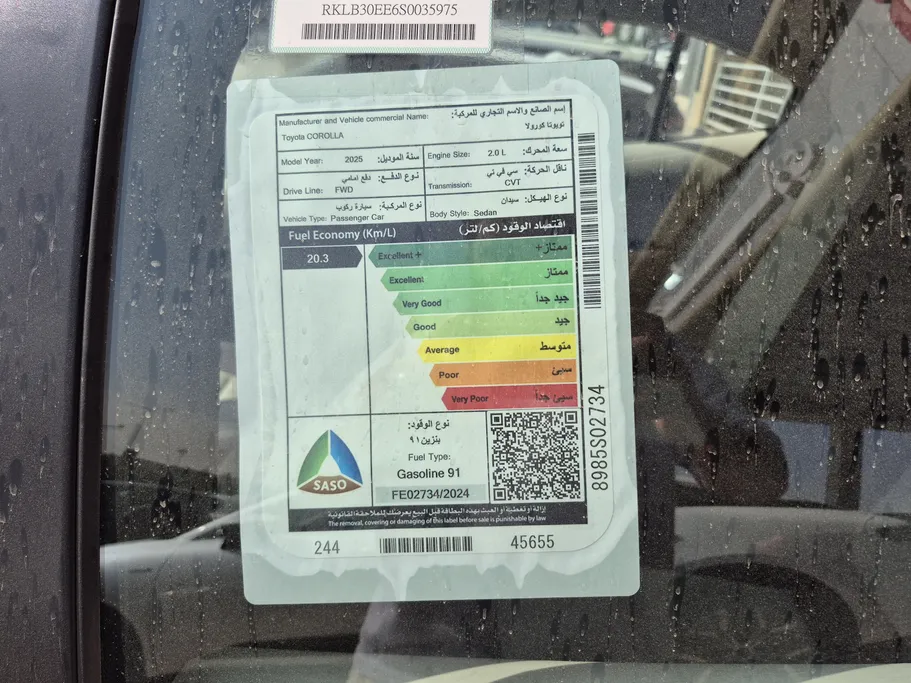 RKLB30EE6S0035975
Manufacturer and Vehicle commercial Name: إسم الصانع والاسم التجاري للمركبة:
Toyota COROLLA تويوتا كورولا
Model Year: 2025 سنة الموديل:
Engine Size: 2.0 L سعة المحرك:
Drive Line: FWD نوع الدفع: دفع امامي
Transmission: CVT ناقل الحركة: سي في تي
Vehicle Type: Passenger Car نوع المركبة: سيارة ركوب
Body Style: Sedan نوع الهيكل: سيدان
Fuel Economy (Km/L) اقتصاد الوقود (كم/لتر)
20.3
Excellent + ممتاز+
Excellent ممتاز
Very Good جيد جداً
Good جيد
Average متوسط
Poor سيئ
Very Poor سيئ جداً
SASO
نوع الوقود:
بنزين ٩١
Fuel Type:
Gasoline 91
FE02734/2024
8985S02734
إزالة أو تغطية أو العبث بهذه البطاقة قبل البيع يعرضك للملاحقة القانونية
The removal, covering or damaging of this label before sale is punishable by law
244 45655